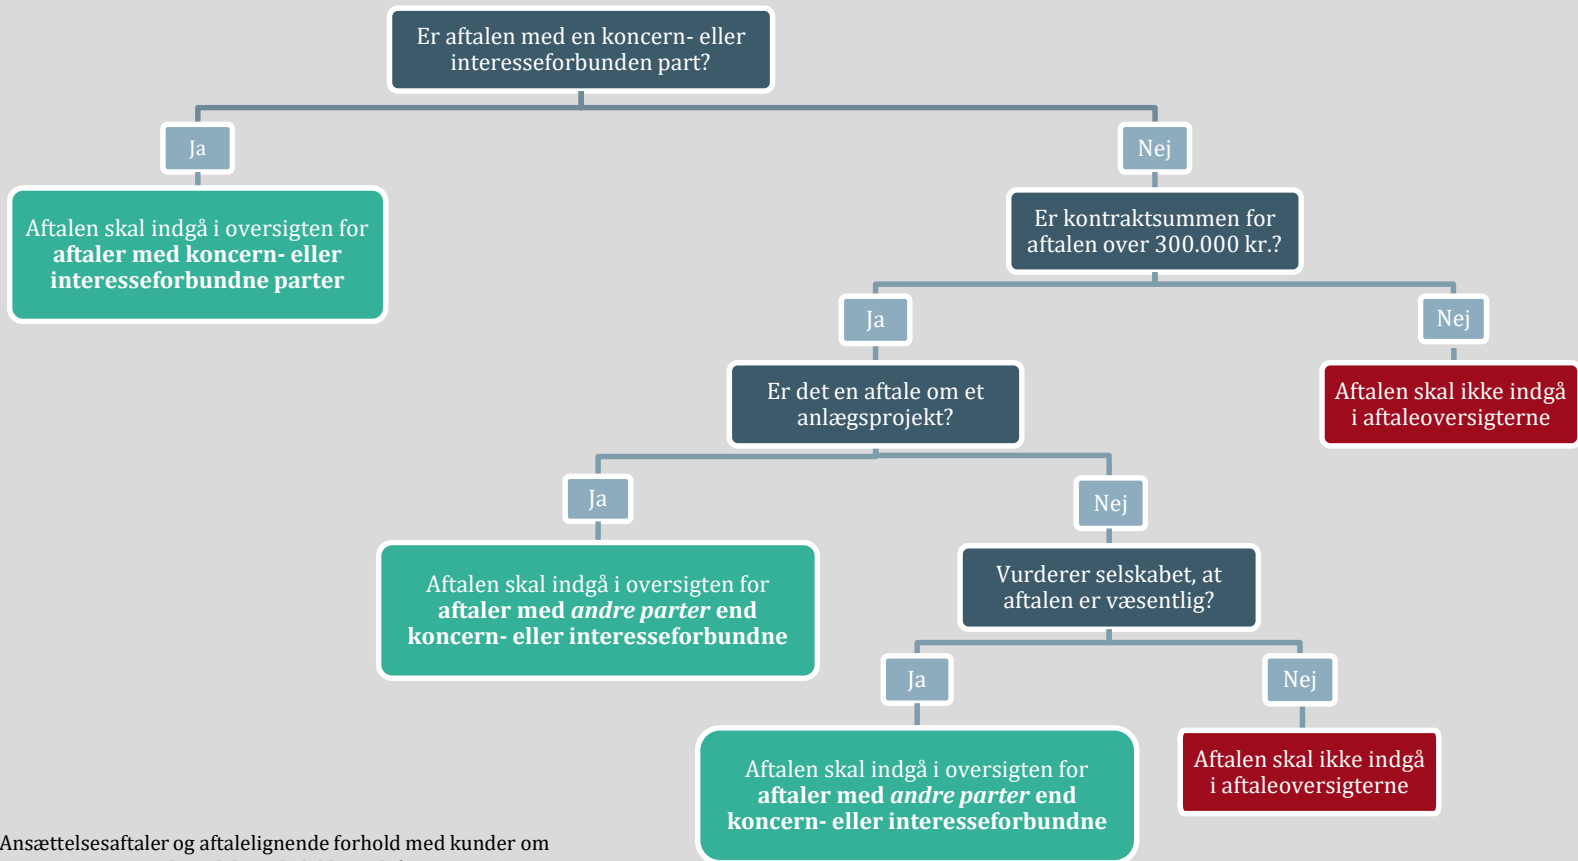 Er aftalen med en koncern- eller
interesseforbunden part?
Ja
Nej
Aftalen skal indgå i oversigten for
aftaler med koncern- eller
interesseforbundne parter
Er kontraktsummen for
aftalen over 300.000 kr.?
Ja
Nej
Er det en aftale om et
anlægsprojekt?
Aftalen skal ikke indgå
i aftaleoversigterne
Ja
Nej
Aftalen skal indgå i oversigten for
aftaler med andre parter end
koncern- eller interesseforbundne
Vurderer selskabet, at
aftalen er væsentlig?
Ja
Nej
Aftalen skal indgå i oversigten for
aftaler med andre parter end
koncern- eller interesseforbundne
Aftalen skal ikke indgå
i aftaleoversigterne
Ansættelsesaftaler og aftalelignende forhold med kunder om